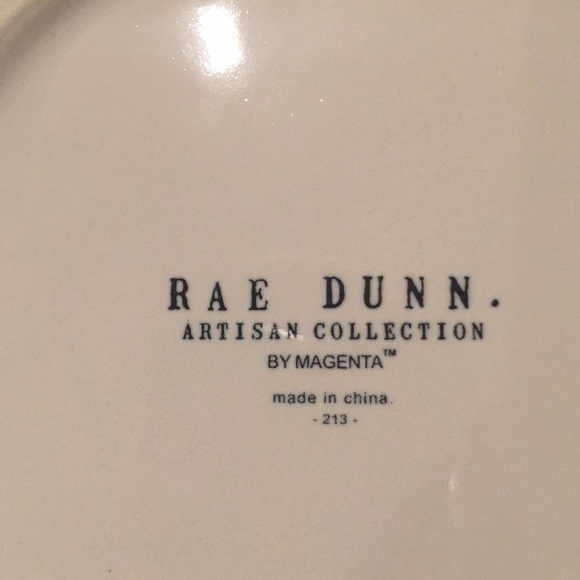 RAE DUNN.
ARTISAN COLLECTION
BY MAGENTA™
made in china.
- 213 -